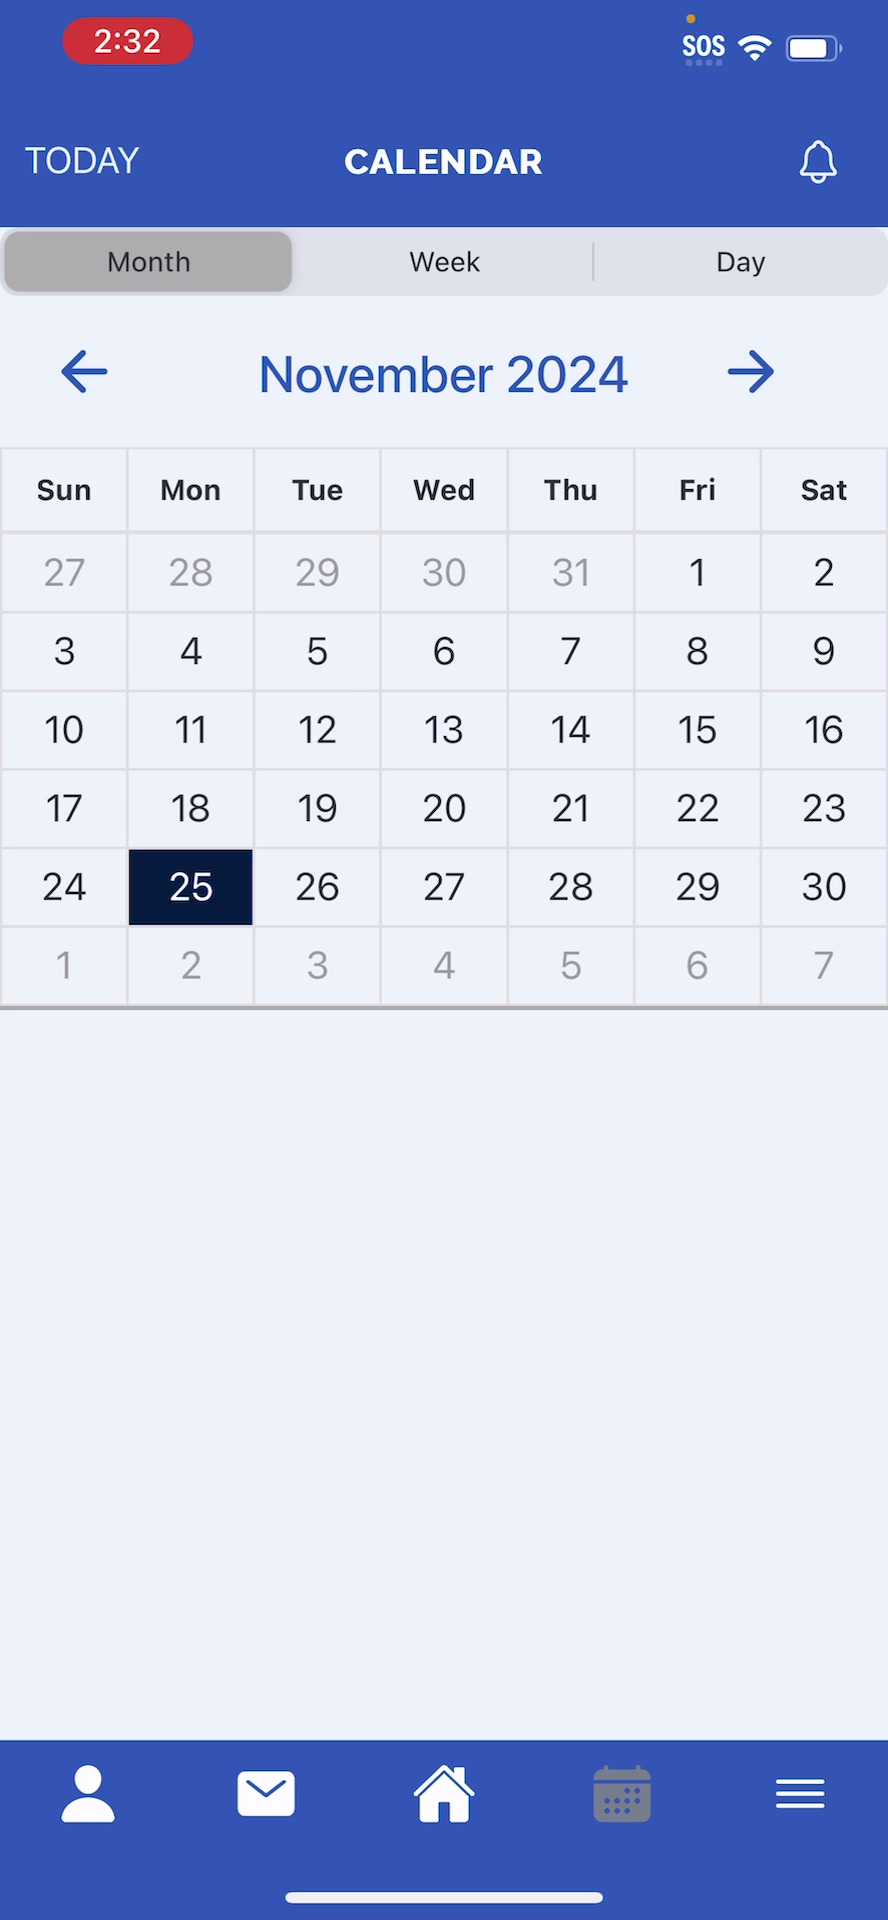 2:32 SOS
TODAY CALENDAR
Month Week Day
November 2024
Sun Mon Tue Wed Thu Fri Sat
27 28 29 30 31 1 2
3 4 5 6 7 8 9
10 11 12 13 14 15 16
17 18 19 20 21 22 23
24 25 26 27 28 29 30
1 2 3 4 5 6 7